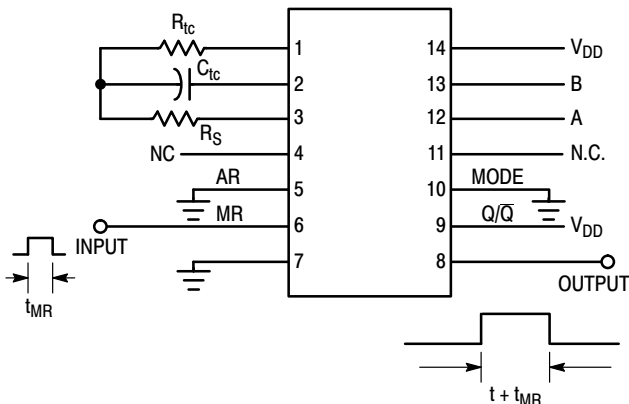 Rtc
1
14
VDD
Ctc
2
13
B
3
12
A
RS
NC
4
11
N.C.
AR
5
10
MODE
MR
6
9
Q/Q̅
VDD
INPUT
7
8
OUTPUT
tMR
t + tMR